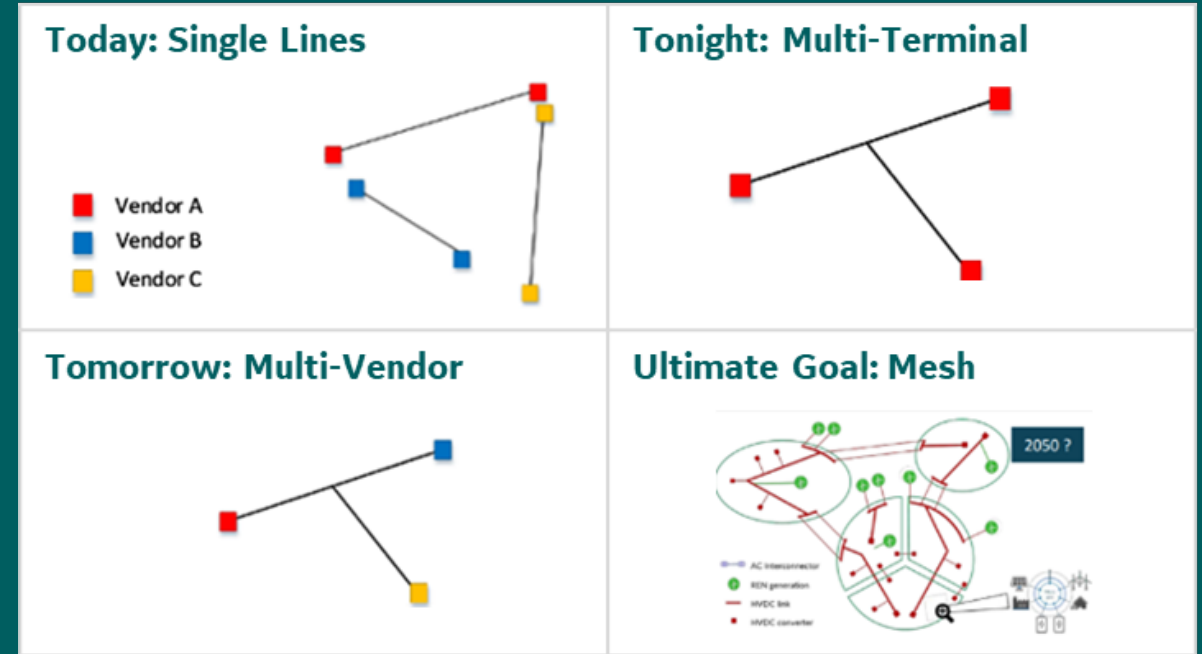 Today: Single Lines
Vendor A
Vendor B
Vendor C
Tonight: Multi-Terminal
Tomorrow: Multi-Vendor
Ultimate Goal: Mesh
2050 ?
AC Interconnector
REN generation
HVDC link
HVDC converter